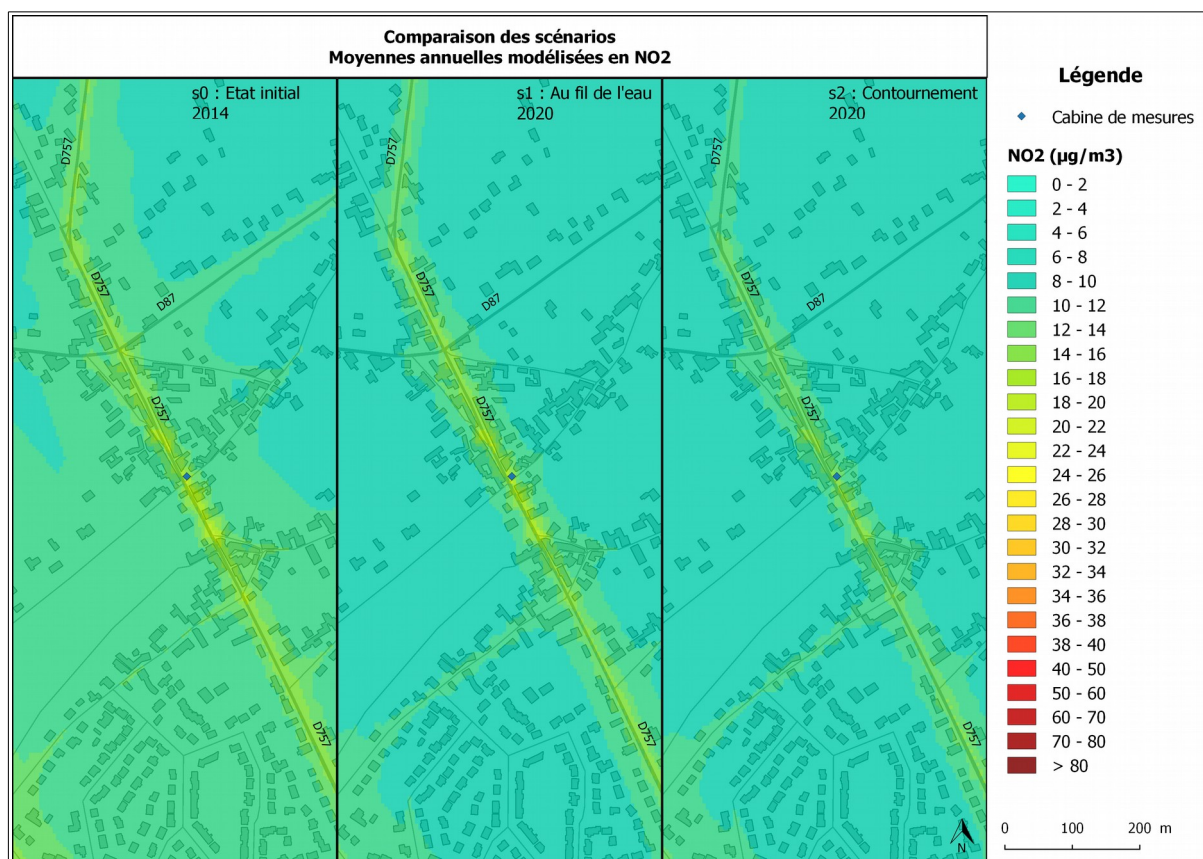 Comparaison des scénarios
Moyennes annuelles modélisées en NO2
s0 : Etat initial
2014
s1 : Au fil de l'eau
2020
s2 : Contournement
2020
D757
D757
D87
D757
D757
D757
D757
D87
D757
D757
D757
D757
D87
D757
D757
N
Légende
Cabine de mesures
NO2 (µg/m3)
0 - 2
2 - 4
4 - 6
6 - 8
8 - 10
10 - 12
12 - 14
14 - 16
16 - 18
18 - 20
20 - 22
22 - 24
24 - 26
26 - 28
28 - 30
30 - 32
32 - 34
34 - 36
36 - 38
38 - 40
40 - 50
50 - 60
60 - 70
70 - 80
> 80
0 100 200 m